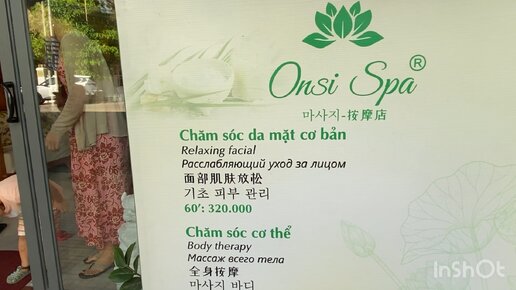 Onsi Spa ®
마사지-按摩店
Chăm sóc da mặt cơ bản
Relaxing facial
Расслабляющий уход за лицом
面部肌肤放松
기초 피부 관리
60': 320.000
Chăm sóc cơ thể
Body therapy
Массаж всего тела
全身按摩
마사지 바디
InShot